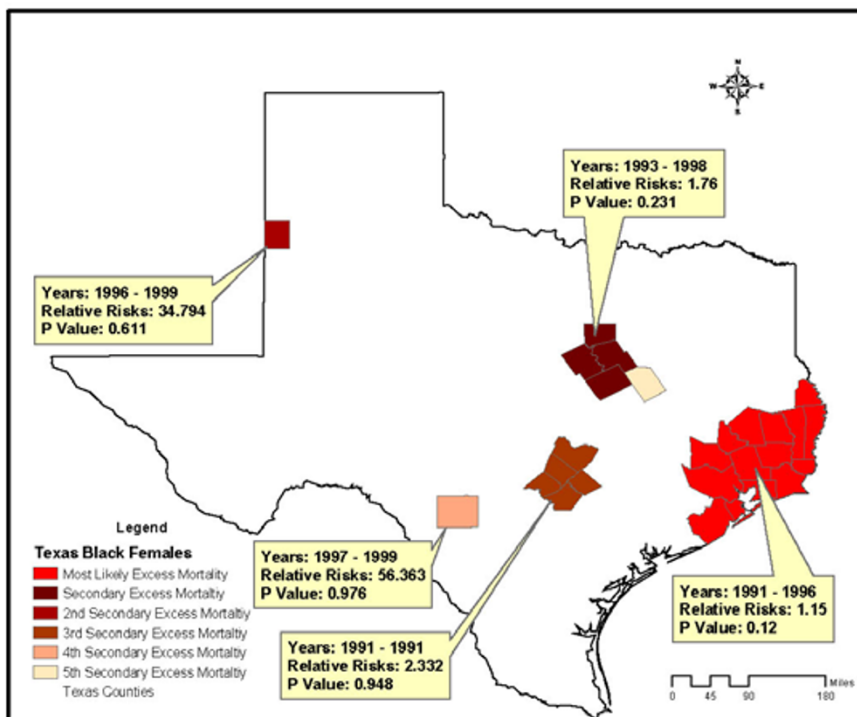 N
W E
S
Years: 1993 - 1998
Relative Risks: 1.76
P Value: 0.231
Years: 1996 - 1999
Relative Risks: 34.794
P Value: 0.611
Legend
Texas Black Females
Most Likely Excess Mortality
Secondary Excess Mortaltiy
2nd Secondary Excess Mortaltiy
3rd Secondary Excess Mortaltiy
4th Secondary Excess Mortaltiy
5th Secondary Excess Mortaltiy
Texas Counties
Years: 1997 - 1999
Relative Risks: 56.363
P Value: 0.976
Years: 1991 - 1991
Relative Risks: 2.332
P Value: 0.948
Years: 1991 - 1996
Relative Risks: 1.15
P Value: 0.12
Miles
0 45 90 180